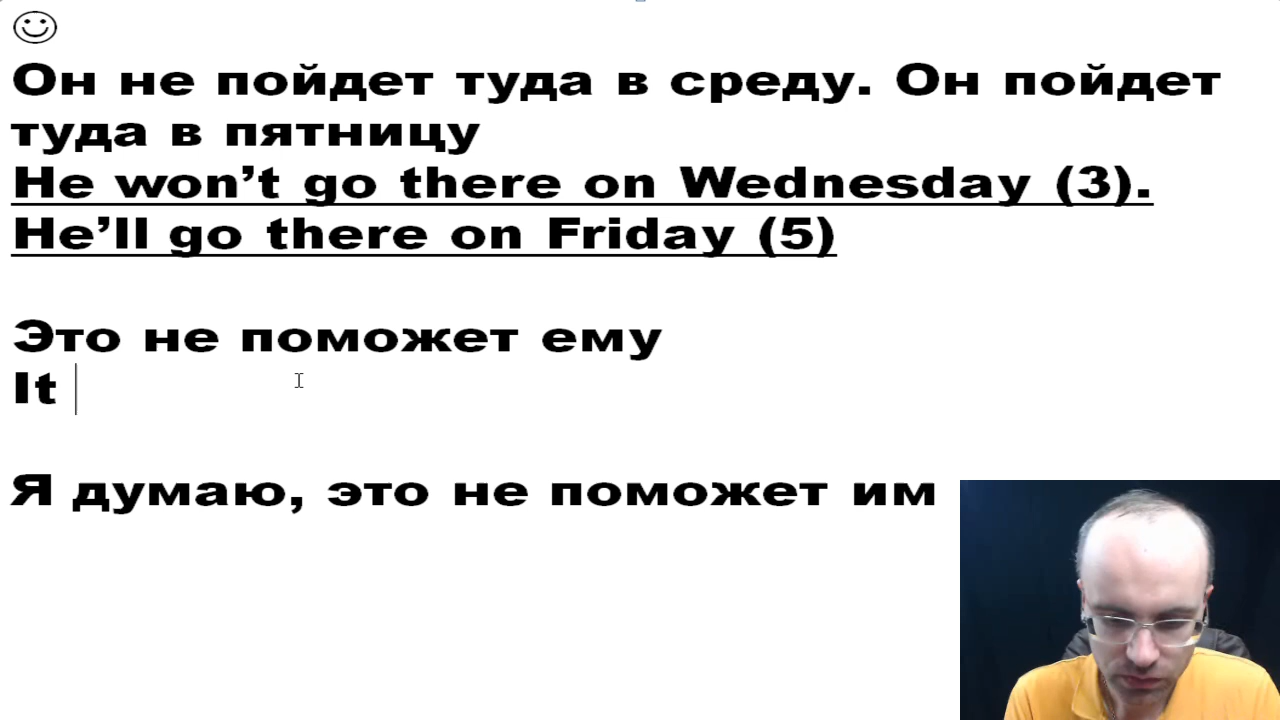 Он не пойдет туда в среду. Он пойдет
туда в пятницу
He won’t go there on Wednesday (3).
He’ll go there on Friday (5)
Это не поможет ему
It
Я думаю, это не поможет им